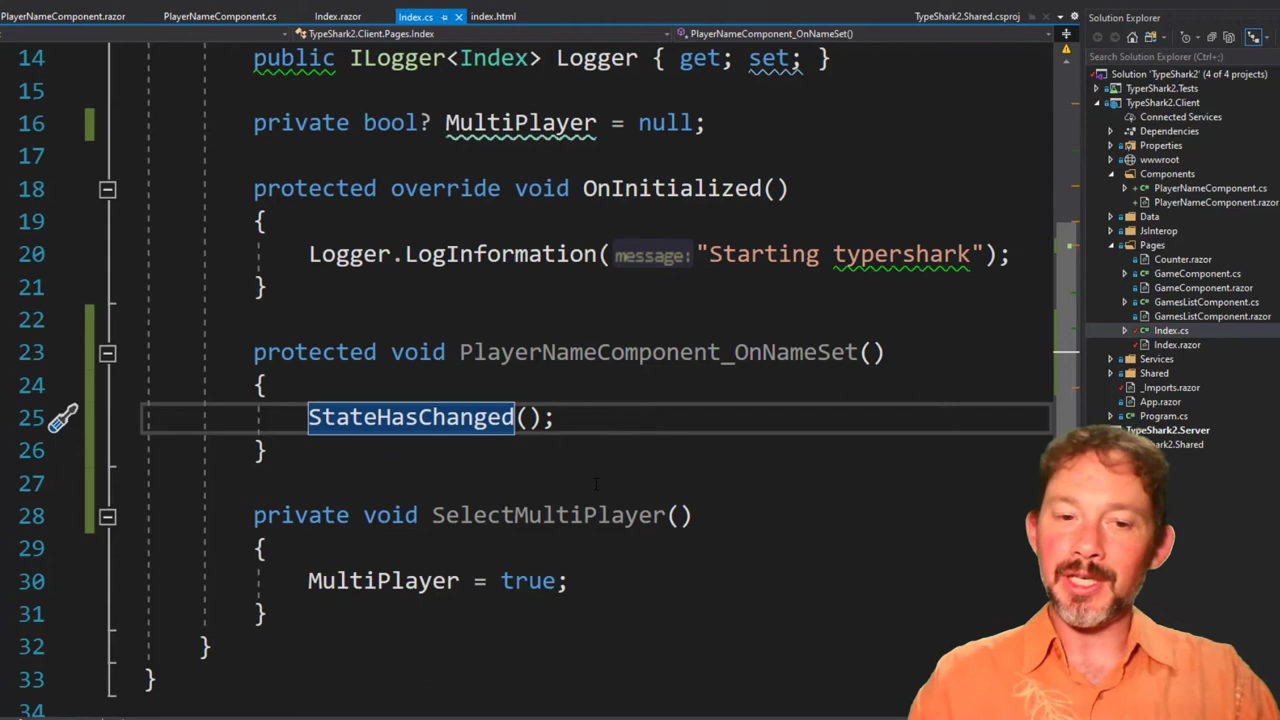 PlayerNameComponent.razor PlayerNameComponent.cs Index.razor Index.cs index.html TypeShark2.Shared.csproj Solution Explorer
TypeShark2.Client.Pages.Index PlayerNameComponent_OnNameSet()
Search Solution Explorer (Ctrl+;)
Solution 'TypeShark2' (4 of 4 projects)
TyperShark2.Tests
TypeShark2.Client
Connected Services
Dependencies
Properties
wwwroot
Components
PlayerNameComponent.cs
PlayerNameComponent.razor
Data
JsInterop
Pages
Counter.razor
GameComponent.cs
GameComponent.razor
GamesListComponent.cs
GamesListComponent.razor
Index.cs
Index.razor
Services
Shared
_Imports.razor
App.razor
Program.cs
TypeShark2.Server
TypeShark2.Shared
14 public ILogger<Index> Logger { get; set; }
15
16 private bool? MultiPlayer = null;
17
18 protected override void OnInitialized()
19 {
20 Logger.LogInformation(message: "Starting typershark");
21 }
22
23 protected void PlayerNameComponent_OnNameSet()
24 {
25 StateHasChanged();
26 }
27
28 private void SelectMultiPlayer()
29 {
30 MultiPlayer = true;
31 }
32 }
33 }
34